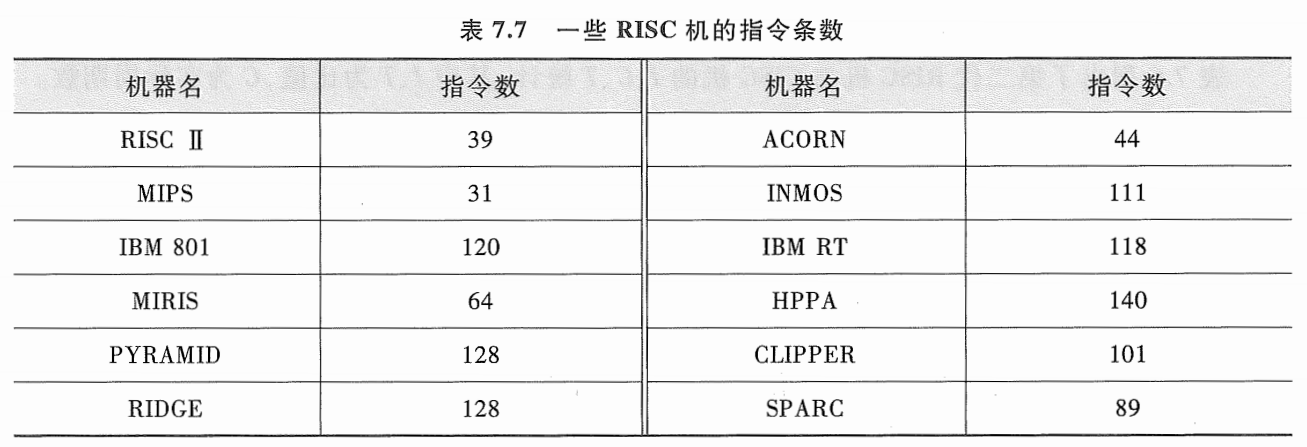 表 7.7 一些 RISC 机的指令条数
机器名 指令数 机器名 指令数
RISC Ⅱ 39 ACORN 44
MIPS 31 INMOS 111
IBM 801 120 IBM RT 118
MIRIS 64 HPPA 140
PYRAMID 128 CLIPPER 101
RIDGE 128 SPARC 89